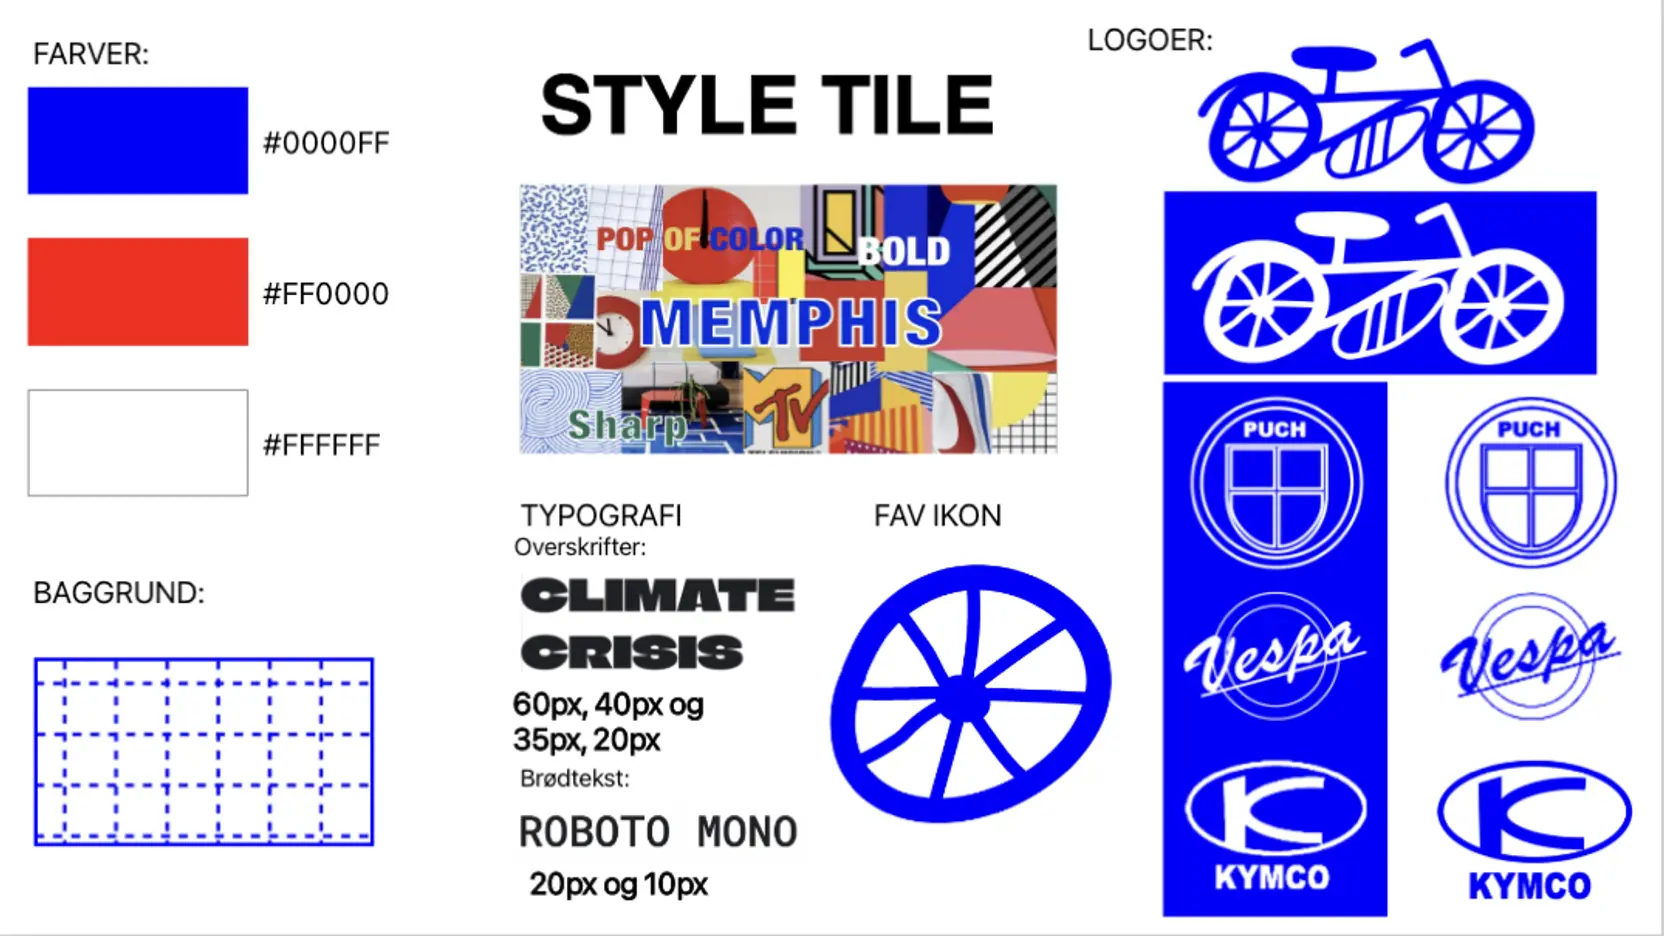 FARVER:
#0000FF
#FF0000
#FFFFFF
BAGGRUND:
STYLE TILE
POP OF COLOR
BOLD
MEMPHIS
Sharp
MTV
TYPOGRAFI
Overskrifter:
CLIMATE
CRISIS
60px, 40px og
35px, 20px
Brødtekst:
ROBOTO MONO
20px og 10px
FAV IKON
LOGOER:
PUCH
PUCH
Vespa
Vespa
KYMCO
KYMCO